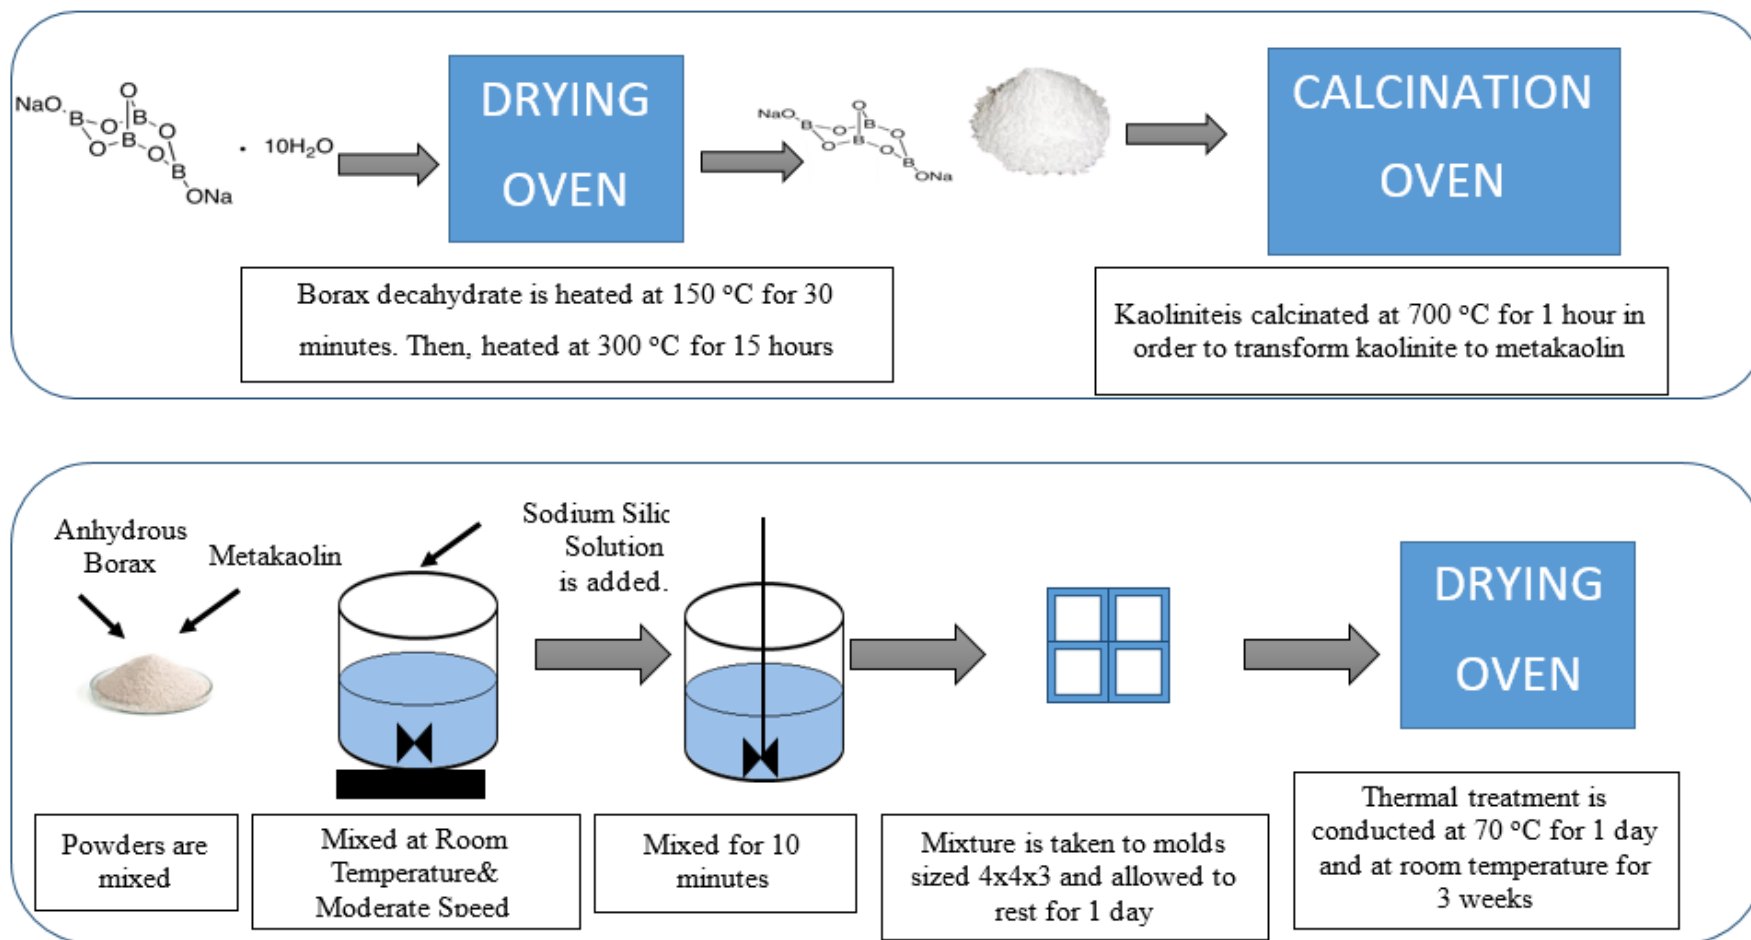 NaO
O
B
B
O
O
O
B
O
O
B
ONa
· 10H₂O
DRYING
OVEN
NaO
O
B
B
O
O
O
B
O
B
ONa
CALCINATION
OVEN
Borax decahydrate is heated at 150 °C for 30
minutes. Then, heated at 300 °C for 15 hours
Kaoliniteis calcinated at 700 °C for 1 hour in
order to transform kaolinite to metakaolin
Anhydrous
Borax
Metakaolin
Sodium Silic
Solution
is added.
DRYING
OVEN
Powders are
mixed
Mixed at Room
Temperature&
Moderate Speed
Mixed for 10
minutes
Mixture is taken to molds
sized 4x4x3 and allowed to
rest for 1 day
Thermal treatment is
conducted at 70 °C for 1 day
and at room temperature for
3 weeks